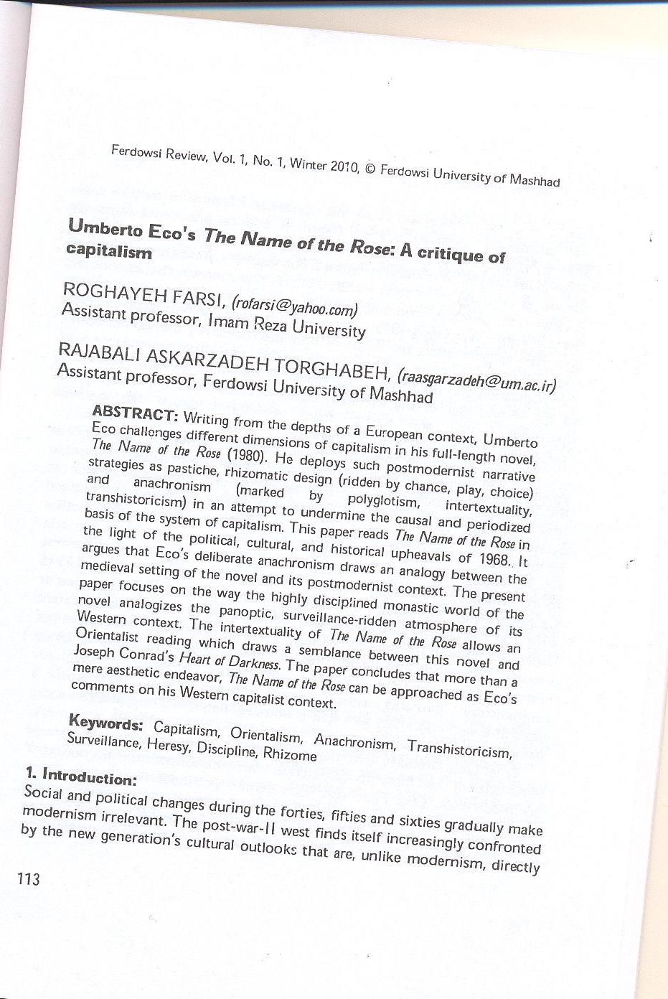 Ferdowsi Review, Vol. 1, No. 1, Winter 2010, © Ferdowsi University of Mashhad
Umberto Eco's The Name of the Rose: A critique of
capitalism
ROGHAYEH FARSI, (rofarsi@yahoo.com)
Assistant professor, Imam Reza University
RAJABALI ASKARZADEH TORGHABEH, (raasgarzadeh@um.ac.ir)
Assistant professor, Ferdowsi University of Mashhad
ABSTRACT: Writing from the depths of a European context, Umberto
Eco challenges different dimensions of capitalism in his full-length novel,
The Name of the Rose (1980). He deploys such postmodernist narrative
strategies as pastiche, rhizomatic design (ridden by chance, play, choice)
and anachronism (marked by polyglotism, intertextuality,
transhistoricism) in an attempt to undermine the causal and periodized
basis of the system of capitalism. This paper reads The Name of the Rose in
the light of the political, cultural, and historical upheavals of 1968. It
argues that Eco's deliberate anachronism draws an analogy between the
medieval setting of the novel and its postmodernist context. The present
paper focuses on the way the highly disciplined monastic world of the
novel analogizes the panoptic, surveillance-ridden atmosphere of its
Western context. The intertextuality of The Name of the Rose allows an
Orientalist reading which draws a semblance between this novel and
Joseph Conrad's Heart of Darkness. The paper concludes that more than a
mere aesthetic endeavor, The Name of the Rose can be approached as Eco's
comments on his Western capitalist context.
Keywords: Capitalism, Orientalism, Anachronism, Transhistoricism,
Surveillance, Heresy, Discipline, Rhizome
1. Introduction:
Social and political changes during the forties, fifties and sixties gradually make
modernism irrelevant. The post-war-II west finds itself increasingly confronted
by the new generation's cultural outlooks that are, unlike modernism, directly
113